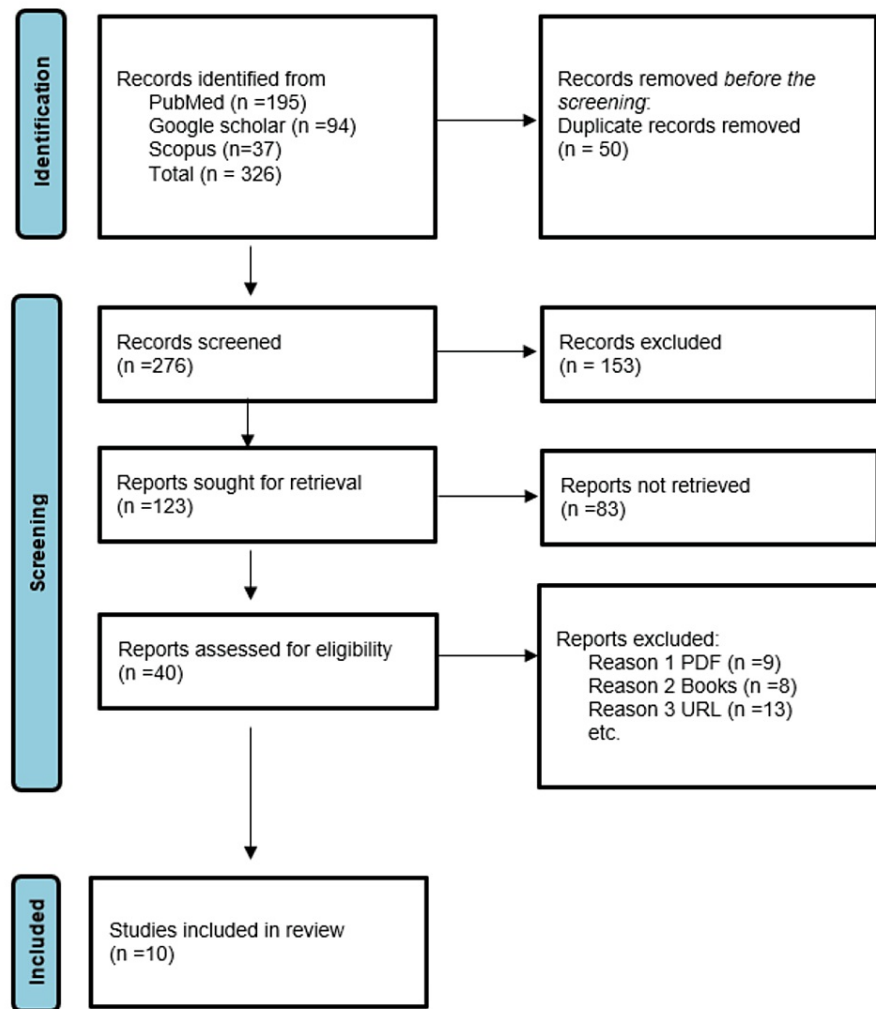 Identification
Records identified from
PubMed (n =195)
Google scholar (n =94)
Scopus (n=37)
Total (n = 326)
Records removed before the
screening:
Duplicate records removed
(n = 50)
Screening
Records screened
(n =276)
Records excluded
(n = 153)
Reports sought for retrieval
(n =123)
Reports not retrieved
(n =83)
Reports assessed for eligibility
(n =40)
Reports excluded:
Reason 1 PDF (n =9)
Reason 2 Books (n =8)
Reason 3 URL (n =13)
etc.
Included
Studies included in review
(n =10)